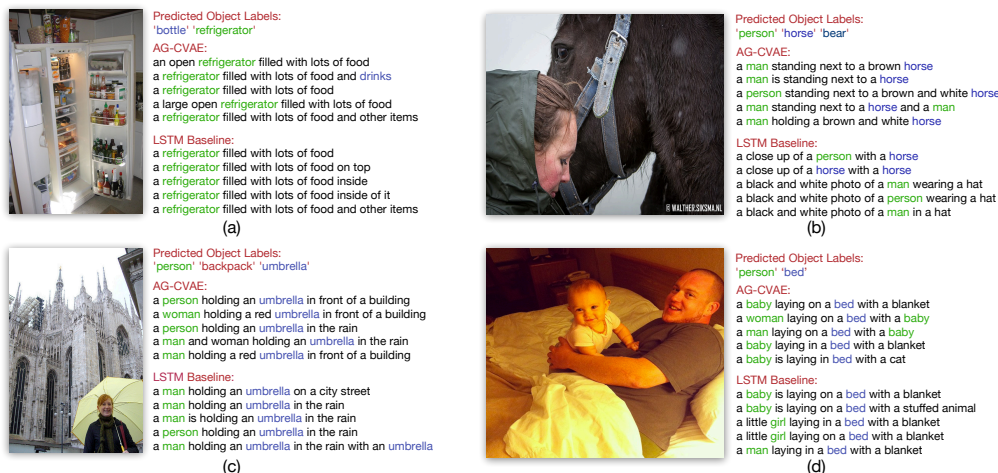 Predicted Object Labels:
'bottle' 'refrigerator'
AG-CVAE:
an open refrigerator filled with lots of food
a refrigerator filled with lots of food and drinks
a refrigerator filled with lots of food
a large open refrigerator filled with lots of food
a refrigerator filled with lots of food and other items
LSTM Baseline:
a refrigerator filled with lots of food
a refrigerator filled with lots of food on top
a refrigerator filled with lots of food inside
a refrigerator filled with lots of food inside of it
a refrigerator filled with lots of food and other items
(a)
Predicted Object Labels:
'person' 'horse' 'bear'
AG-CVAE:
a man standing next to a brown horse
a man is standing next to a horse
a person standing next to a brown and white horse
a man standing next to a horse and a man
a man holding a brown and white horse
LSTM Baseline:
a close up of a person with a horse
a close up of a horse with a horse
a black and white photo of a man wearing a hat
a black and white photo of a person wearing a hat
a black and white photo of a man in a hat
© WALTHER.SIKSMA.NL
(b)
Predicted Object Labels:
'person' 'backpack' 'umbrella'
AG-CVAE:
a person holding an umbrella in front of a building
a woman holding a red umbrella in front of a building
a person holding an umbrella in the rain
a man and woman holding an umbrella in the rain
a man holding a red umbrella in front of a building
LSTM Baseline:
a man holding an umbrella on a city street
a man holding an umbrella in the rain
a man is holding an umbrella in the rain
a person holding an umbrella in the rain
a man holding an umbrella in the rain with an umbrella
(c)
Predicted Object Labels:
'person' 'bed'
AG-CVAE:
a baby laying on a bed with a blanket
a woman laying on a bed with a baby
a man laying on a bed with a baby
a baby laying in a bed with a blanket
a baby is laying in bed with a cat
LSTM Baseline:
a baby is laying on a bed with a blanket
a baby is laying on a bed with a stuffed animal
a little girl laying in a bed with a blanket
a little girl laying on a bed with a blanket
a man laying in a bed with a blanket
(d)